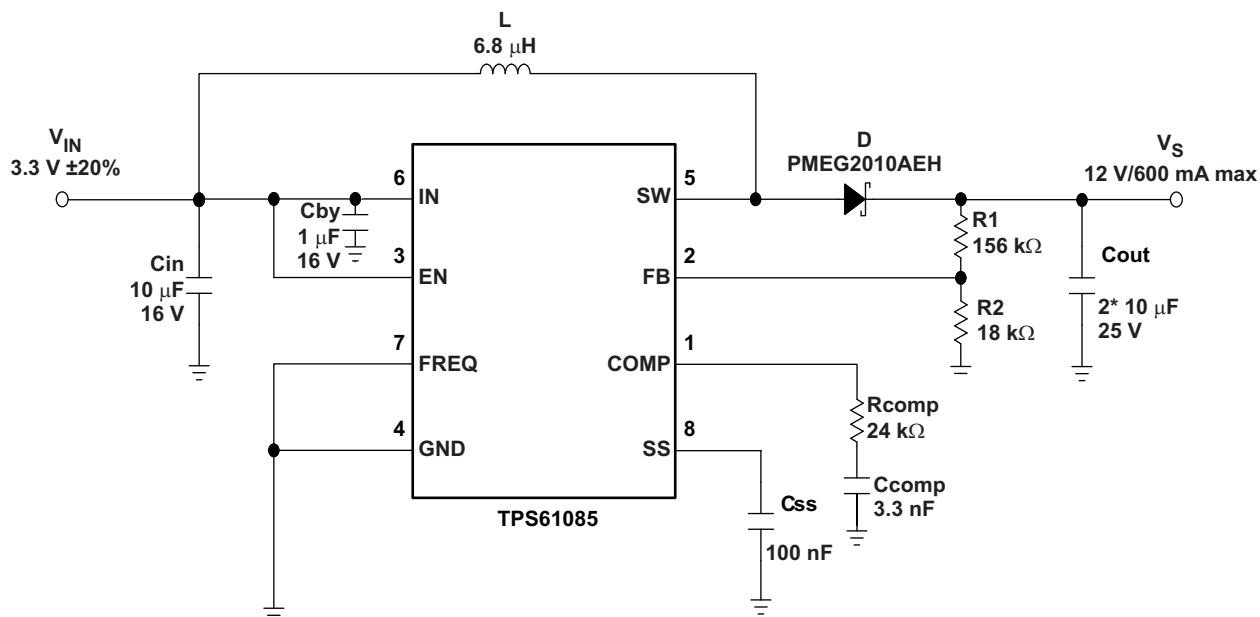 L
6.8 μH
V_IN
3.3 V ±20%
D
PMEG2010AEH
V_S
12 V/600 mA max
6
IN
SW
5
Cby
1 μF
16 V
R1
156 kΩ
Cin
10 μF
16 V
3
EN
FB
2
Cout
2* 10 μF
25 V
R2
18 kΩ
7
FREQ
COMP
1
Rcomp
24 kΩ
4
GND
SS
8
Ccomp
3.3 nF
TPS61085
Css
100 nF